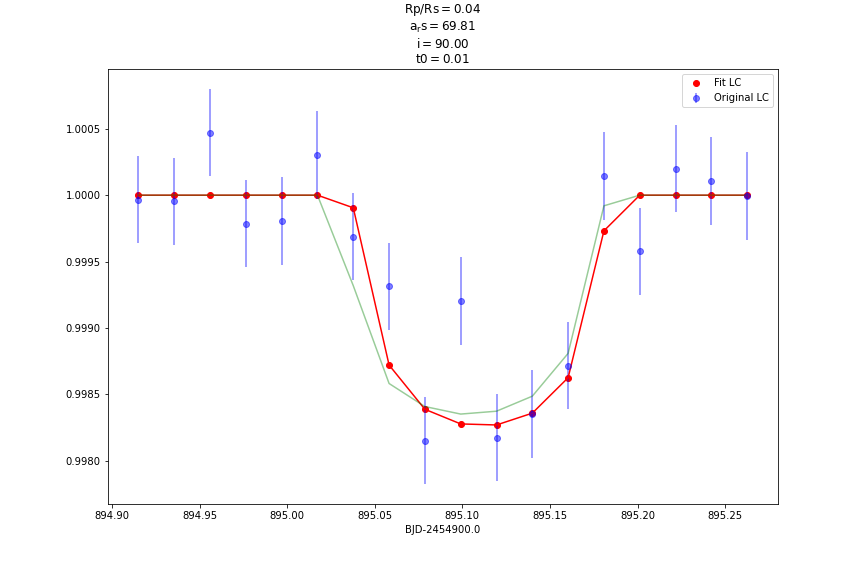 Rp/Rs = 0.04
aᵣs = 69.81
i = 90.00
t0 = 0.01
Fit LC
Original LC
1.0005
1.0000
0.9995
0.9990
0.9985
0.9980
894.90 894.95 895.00 895.05 895.10 895.15 895.20 895.25
BJD-2454900.0